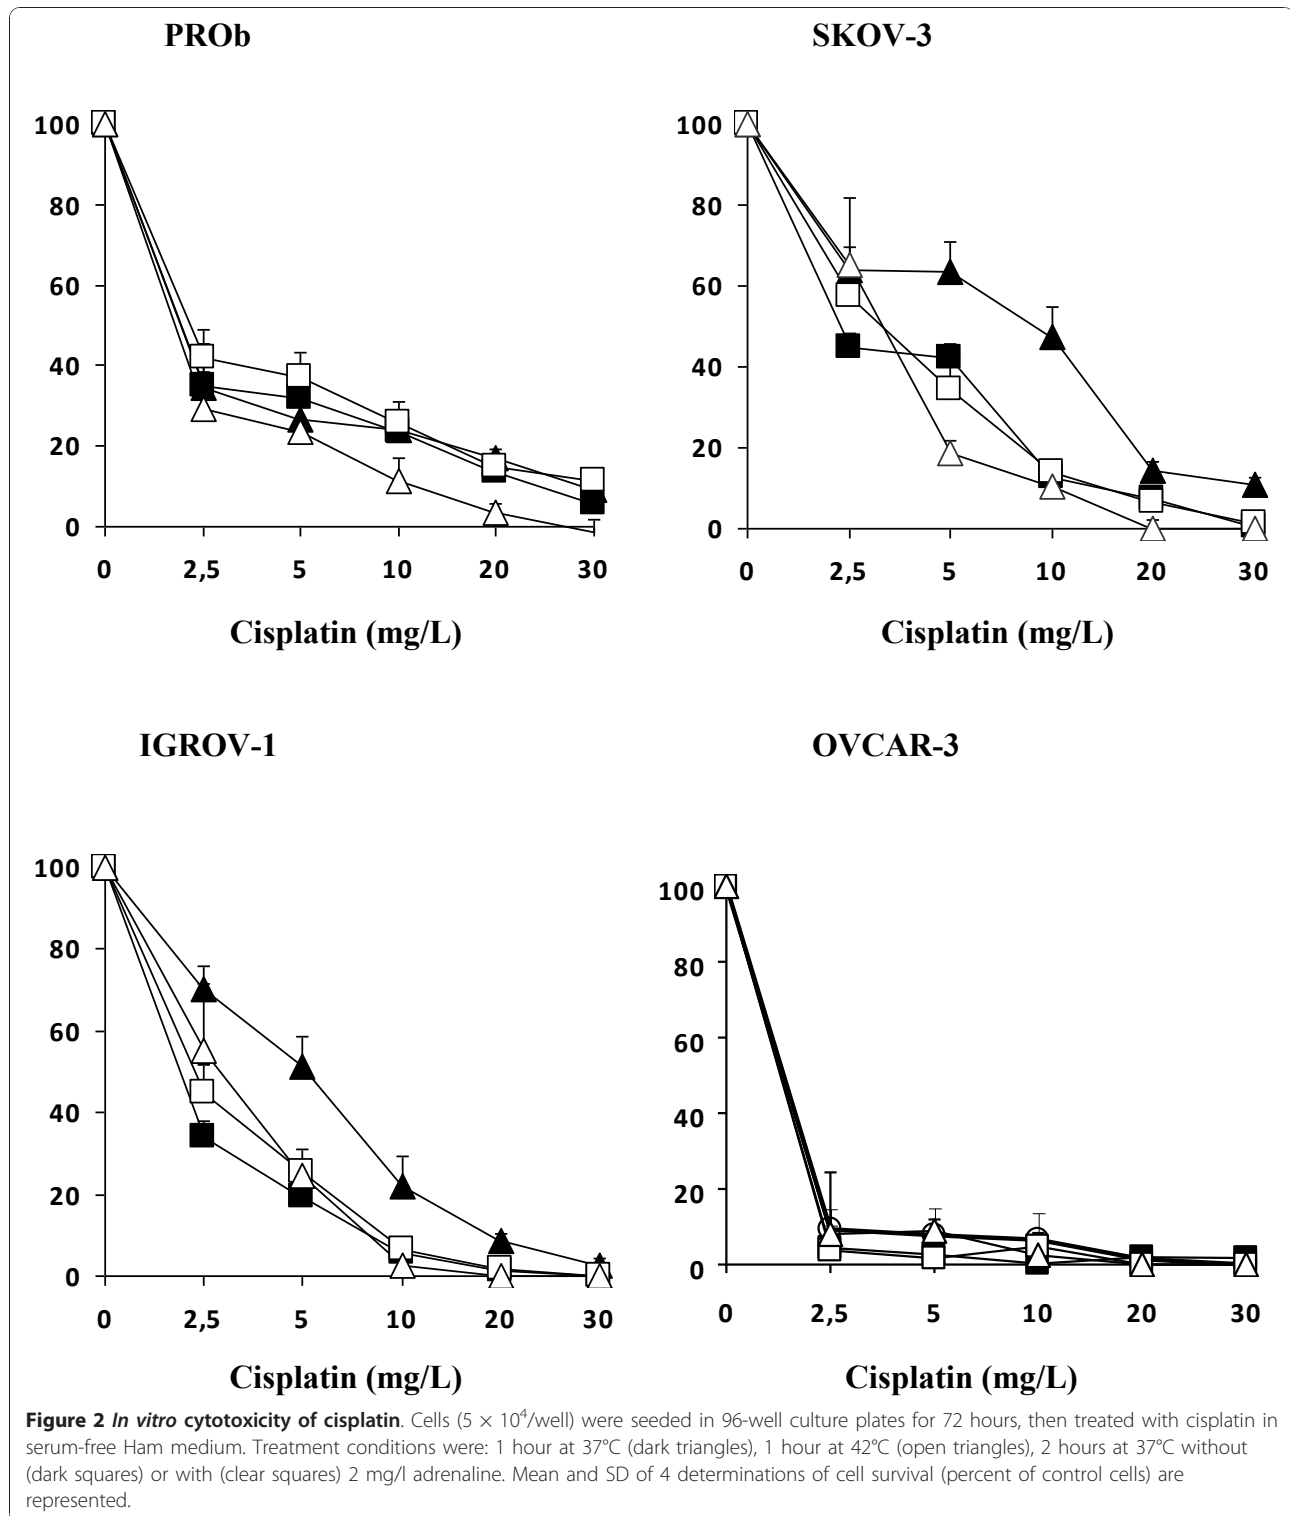 PROb
SKOV-3
100
80
60
40
20
0
0 2,5 5 10 20 30
Cisplatin (mg/L)
100
80
60
40
20
0
0 2,5 5 10 20 30
Cisplatin (mg/L)
IGROV-1
OVCAR-3
100
80
60
40
20
0
0 2,5 5 10 20 30
Cisplatin (mg/L)
100
80
60
40
20
0
0 2,5 5 10 20 30
Cisplatin (mg/L)
Figure 2 In vitro cytotoxicity of cisplatin. Cells (5 × 10⁴/well) were seeded in 96-well culture plates for 72 hours, then treated with cisplatin in
serum-free Ham medium. Treatment conditions were: 1 hour at 37°C (dark triangles), 1 hour at 42°C (open triangles), 2 hours at 37°C without
(dark squares) or with (clear squares) 2 mg/l adrenaline. Mean and SD of 4 determinations of cell survival (percent of control cells) are
represented.